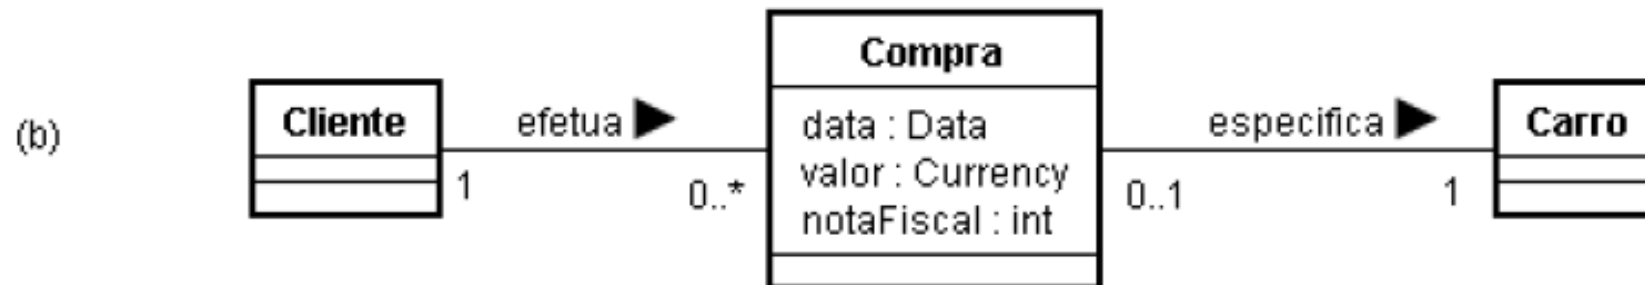 (b)
Cliente
efetua
1
0..*
Compra
data : Data
valor : Currency
notaFiscal : int
especifica
0..1
1
Carro